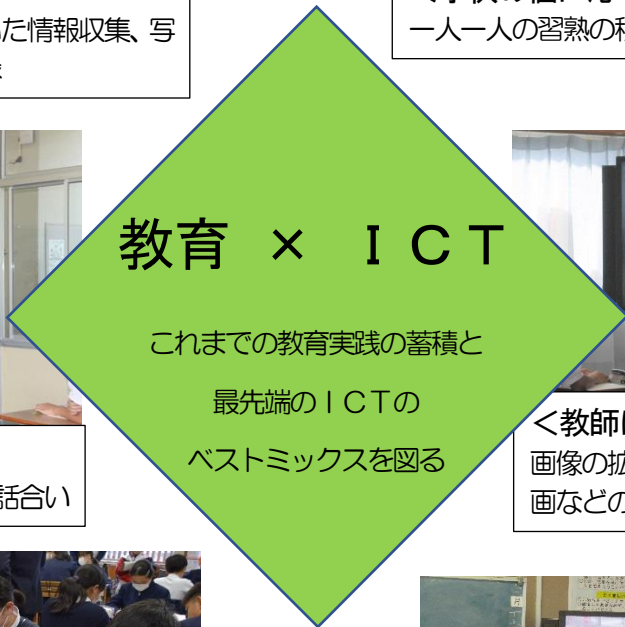 た情報収集、写
一人一人の習熟の
教育 × ＩＣＴ
これまでの教育実践の蓄積と
最先端のＩＣＴの
ベストミックスを図る
話合い
＜教師に
画像の拡
画などの